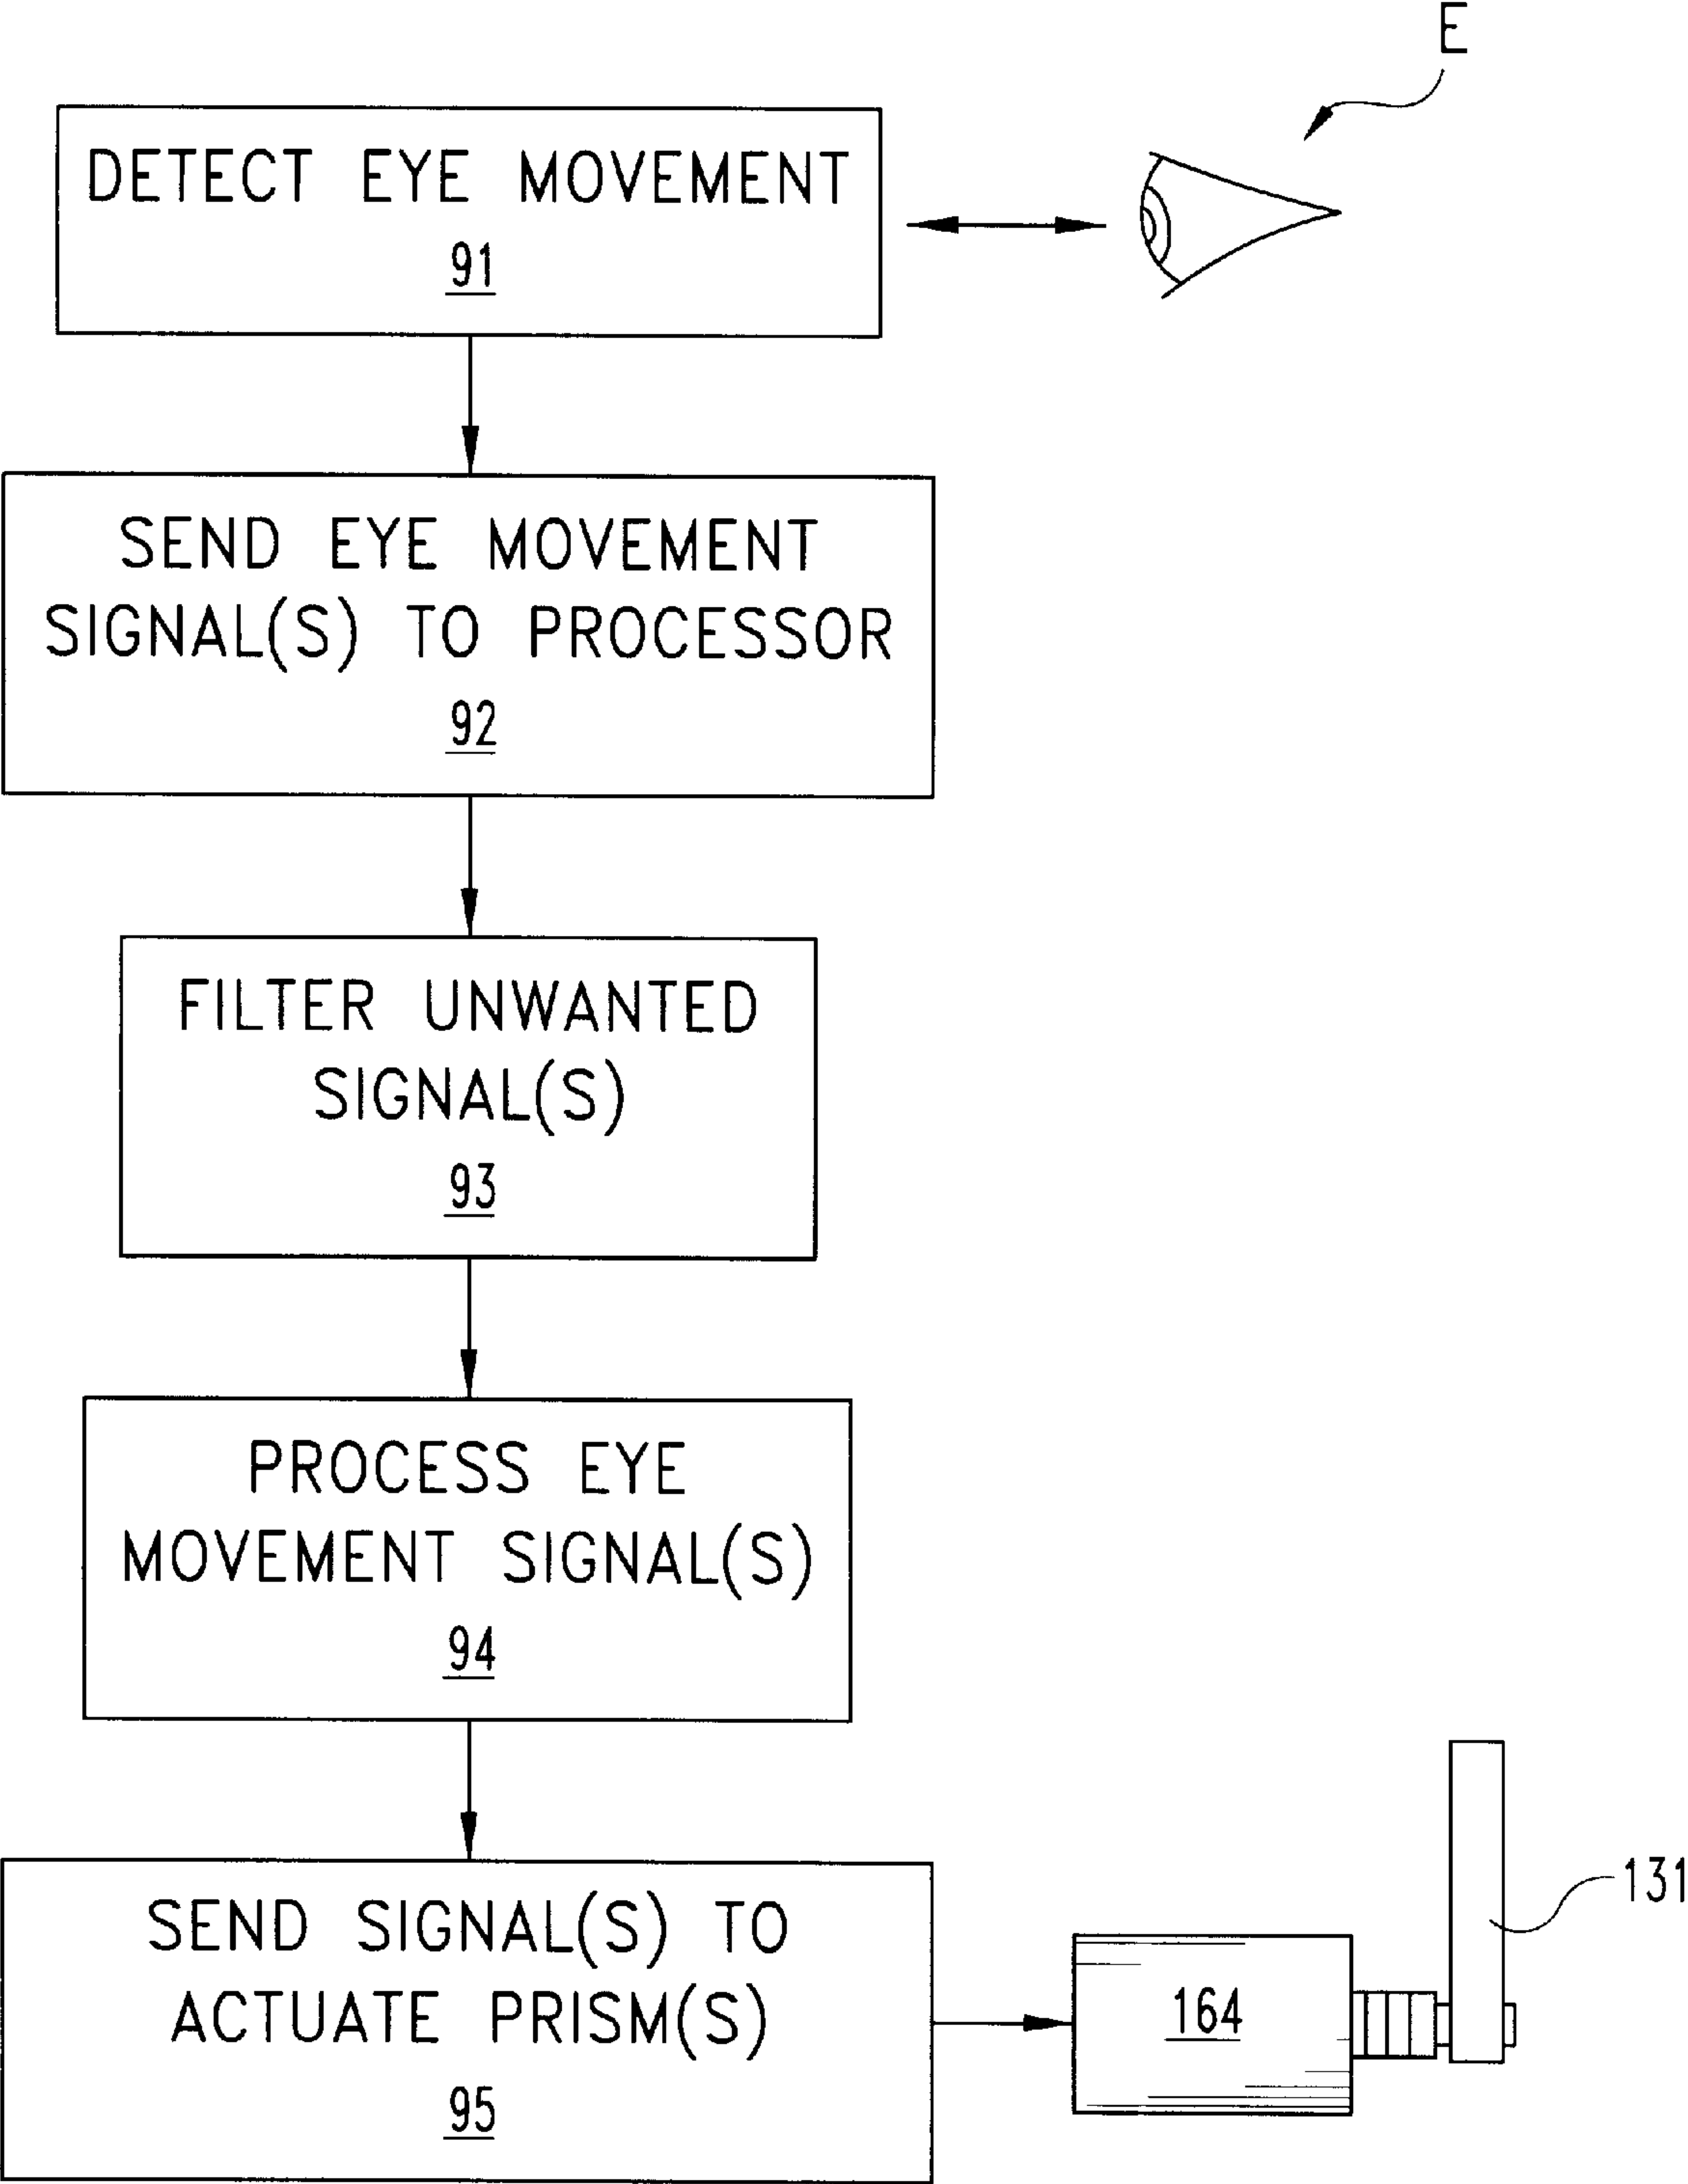 E
DETECT EYE MOVEMENT
91
SEND EYE MOVEMENT
SIGNAL(S) TO PROCESSOR
92
FILTER UNWANTED
SIGNAL(S)
93
PROCESS EYE
MOVEMENT SIGNAL(S)
94
SEND SIGNAL(S) TO
ACTUATE PRISM(S)
95
164
131